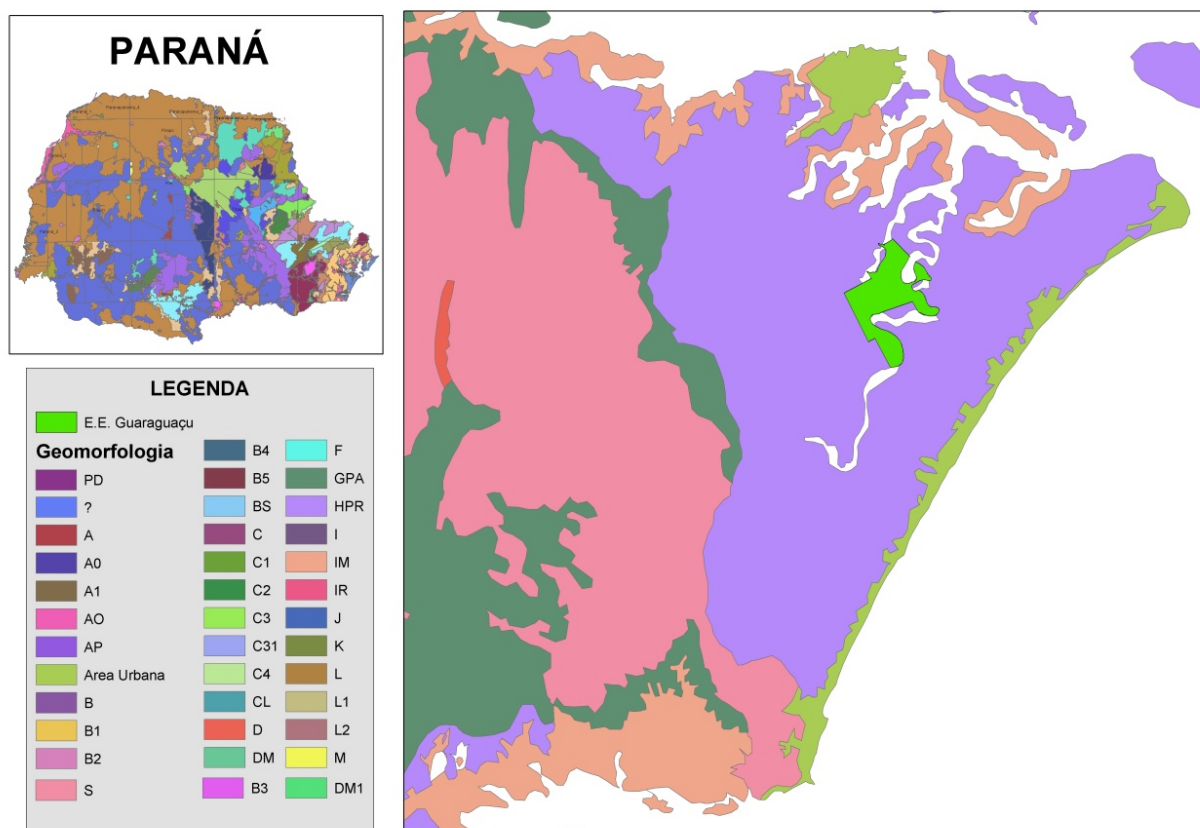 PARANÁ
LEGENDA
E.E. Guaraguaçu
Geomorfologia
PD
?
A
A0
A1
AO
AP
Area Urbana
B
B1
B2
S
B4
B5
BS
C
C1
C2
C3
C31
C4
CL
D
DM
B3
F
GPA
HPR
I
IM
IR
J
K
L
L1
L2
M
DM1